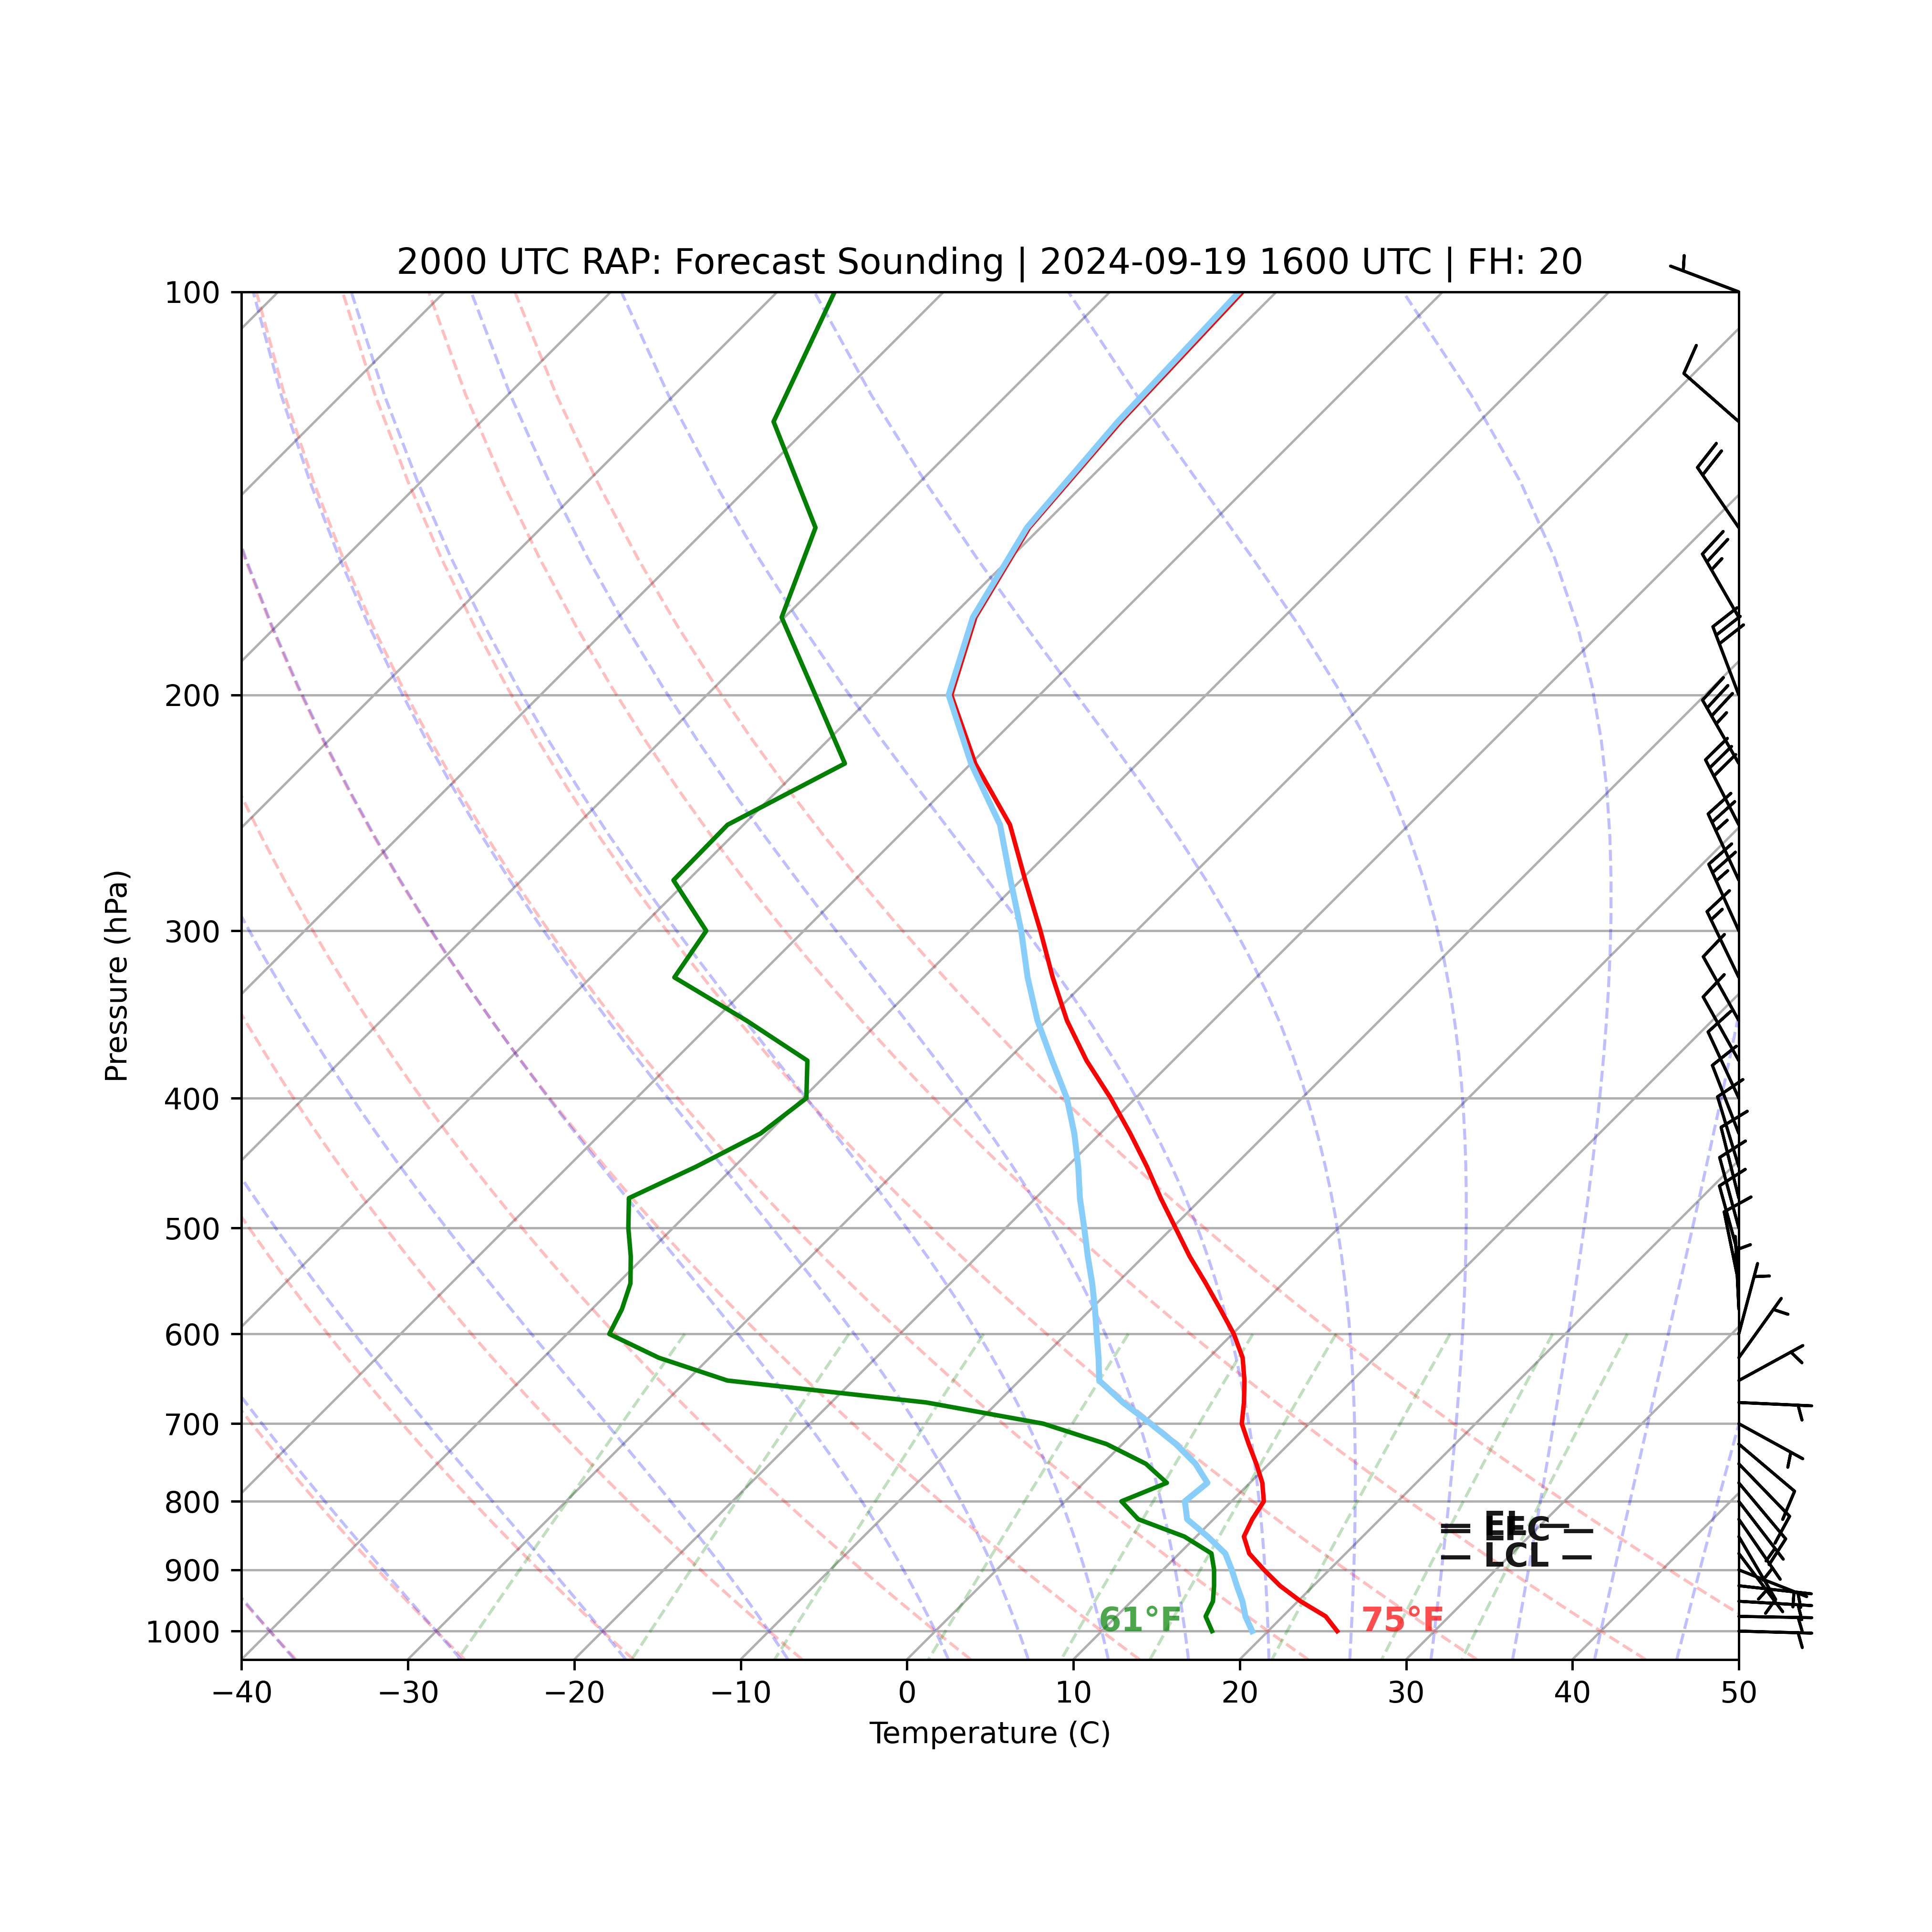 2000 UTC RAP: Forecast Sounding | 2024-09-19 1600 UTC | FH: 20
100
200
300
400
500
600
700
800
900
1000
Pressure (hPa)
— EL —
— LFC —
— LCL —
61°F
75°F
−40
−30
−20
−10
0
10
20
30
40
50
Temperature (C)